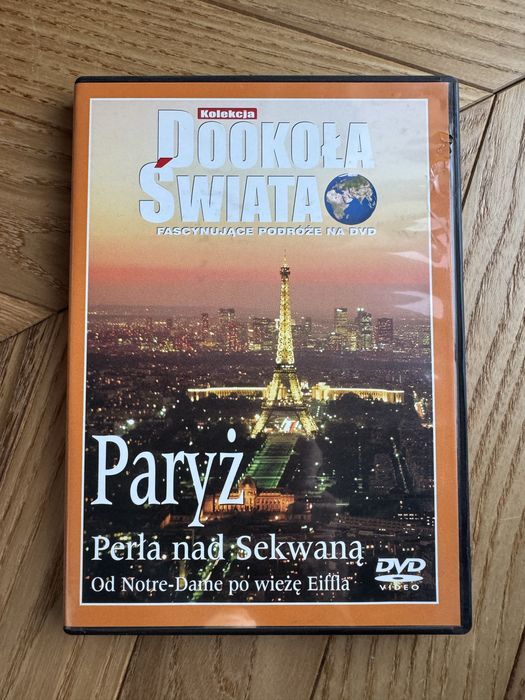 Kolekcja
DOOKOŁA
ŚWIATA
FASCYNUJĄCE PODRÓŻE NA DVD
Paryż
Perła nad Sekwaną
Od Notre-Dame po wieżę Eiffla
DVD
VIDEO